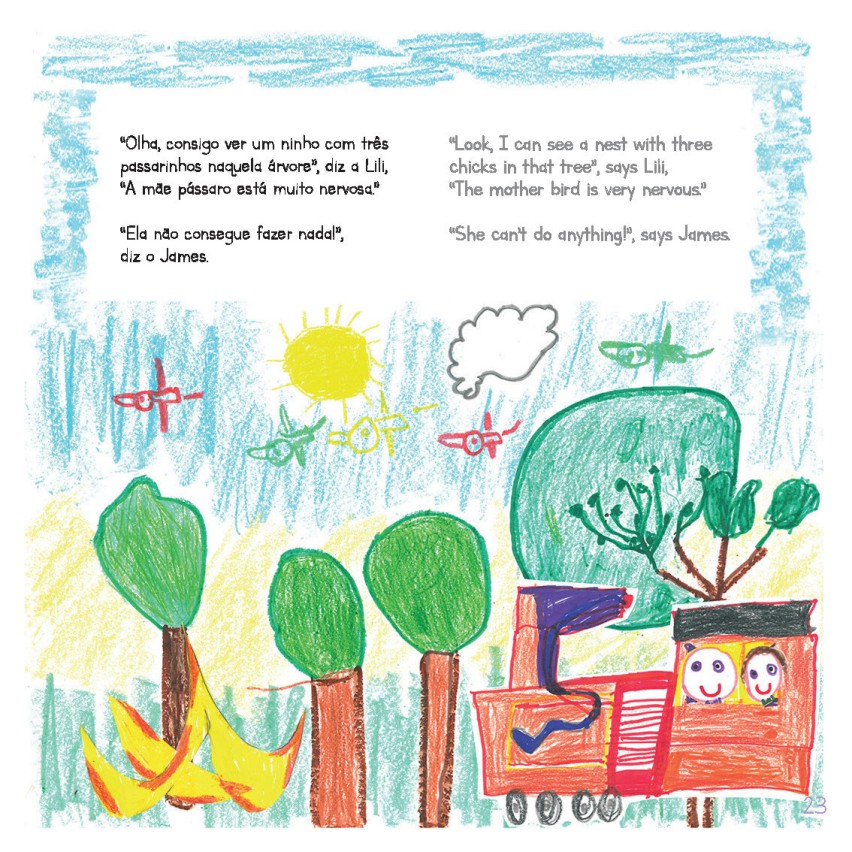 “Olha, consigo ver um ninho com três
passarinhos naquela árvore”, diz a Lili,
“A mãe pássaro está muito nervosa.”
“Ela não consegue fazer nada!”,
diz o James.
“Look, I can see a nest with three
chicks in that tree”, says Lili,
“The mother bird is very nervous.”
“She can't do anything!”, says James.
23